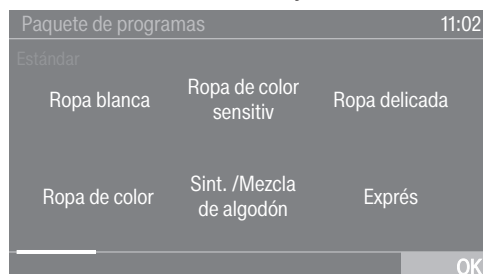 Paquete de programas 11:02
Estándar
Ropa blanca
Ropa de color
sensitiv
Ropa delicada
Ropa de color
Sint. /Mezcla
de algodón
Exprés
OK